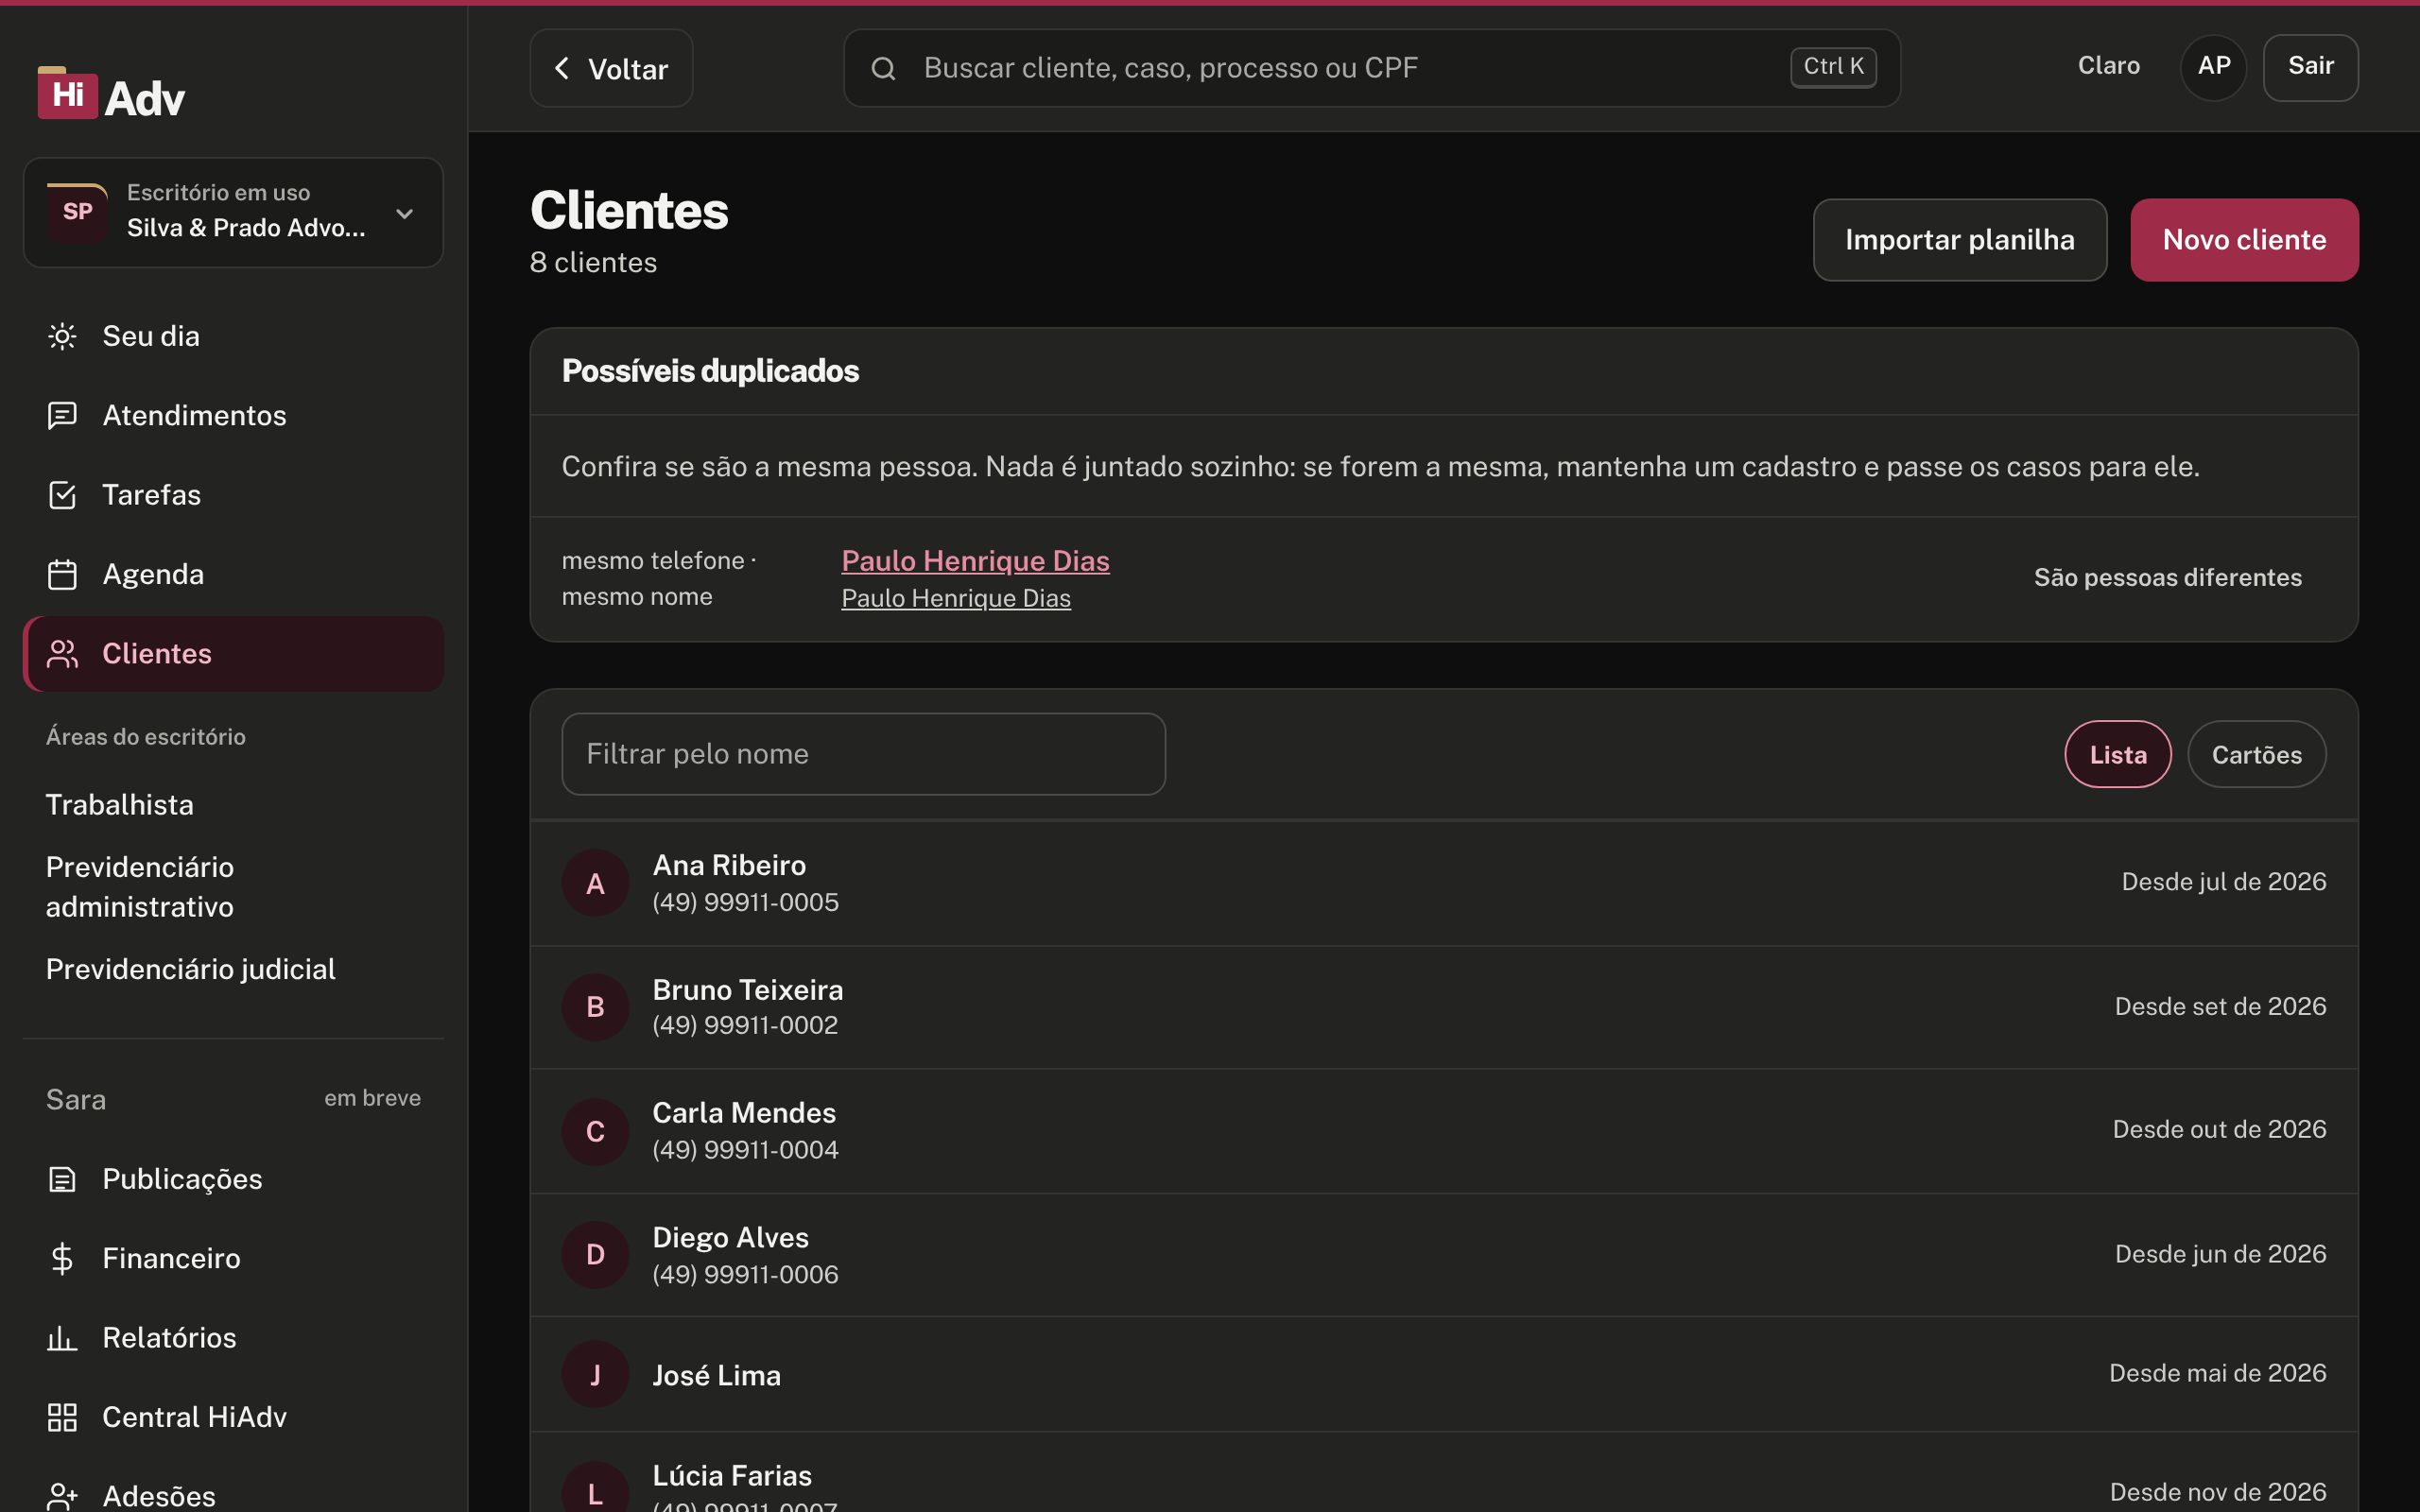 Hi Adv
Voltar
Buscar cliente, caso, processo ou CPF
Ctrl K
Claro
AP
Sair
SP
Escritório em uso
Silva & Prado Advo...
Seu dia
Atendimentos
Tarefas
Agenda
Clientes
Áreas do escritório
Trabalhista
Previdenciário
administrativo
Previdenciário judicial
Sara
em breve
Publicações
Financeiro
Relatórios
Central HiAdv
Adesões
Clientes
8 clientes
Importar planilha
Novo cliente
Possíveis duplicados
Confira se são a mesma pessoa. Nada é juntado sozinho: se forem a mesma, mantenha um cadastro e passe os casos para ele.
mesmo telefone ·
mesmo nome
Paulo Henrique Dias
Paulo Henrique Dias
São pessoas diferentes
Filtrar pelo nome
Lista
Cartões
A
Ana Ribeiro
(49) 99911-0005
Desde jul de 2026
B
Bruno Teixeira
(49) 99911-0002
Desde set de 2026
C
Carla Mendes
(49) 99911-0004
Desde out de 2026
D
Diego Alves
(49) 99911-0006
Desde jun de 2026
J
José Lima
Desde mai de 2026
L
Lúcia Farias
(49) 99911-0007
Desde nov de 2026